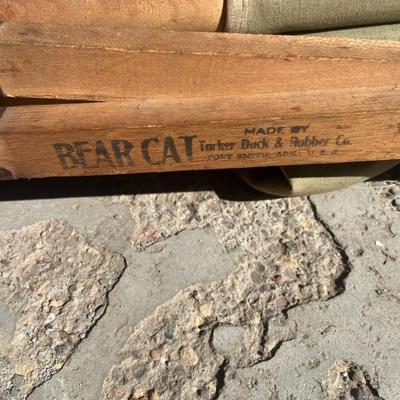 BEAR CAT
MADE BY
Tucker Duck & Rubber Co.
FORT SMITH, ARK., U. S. A.